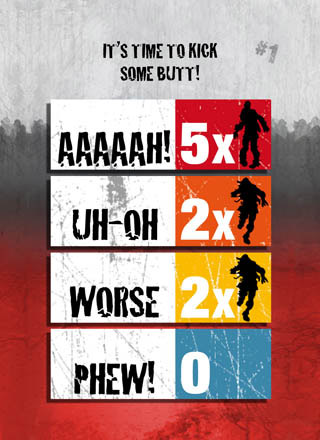 IT'S TIME TO KICK
SOME BUTT!
#1
AAAAAH! 5x
UH-OH 2x
WORSE 2x
PHEW! 0